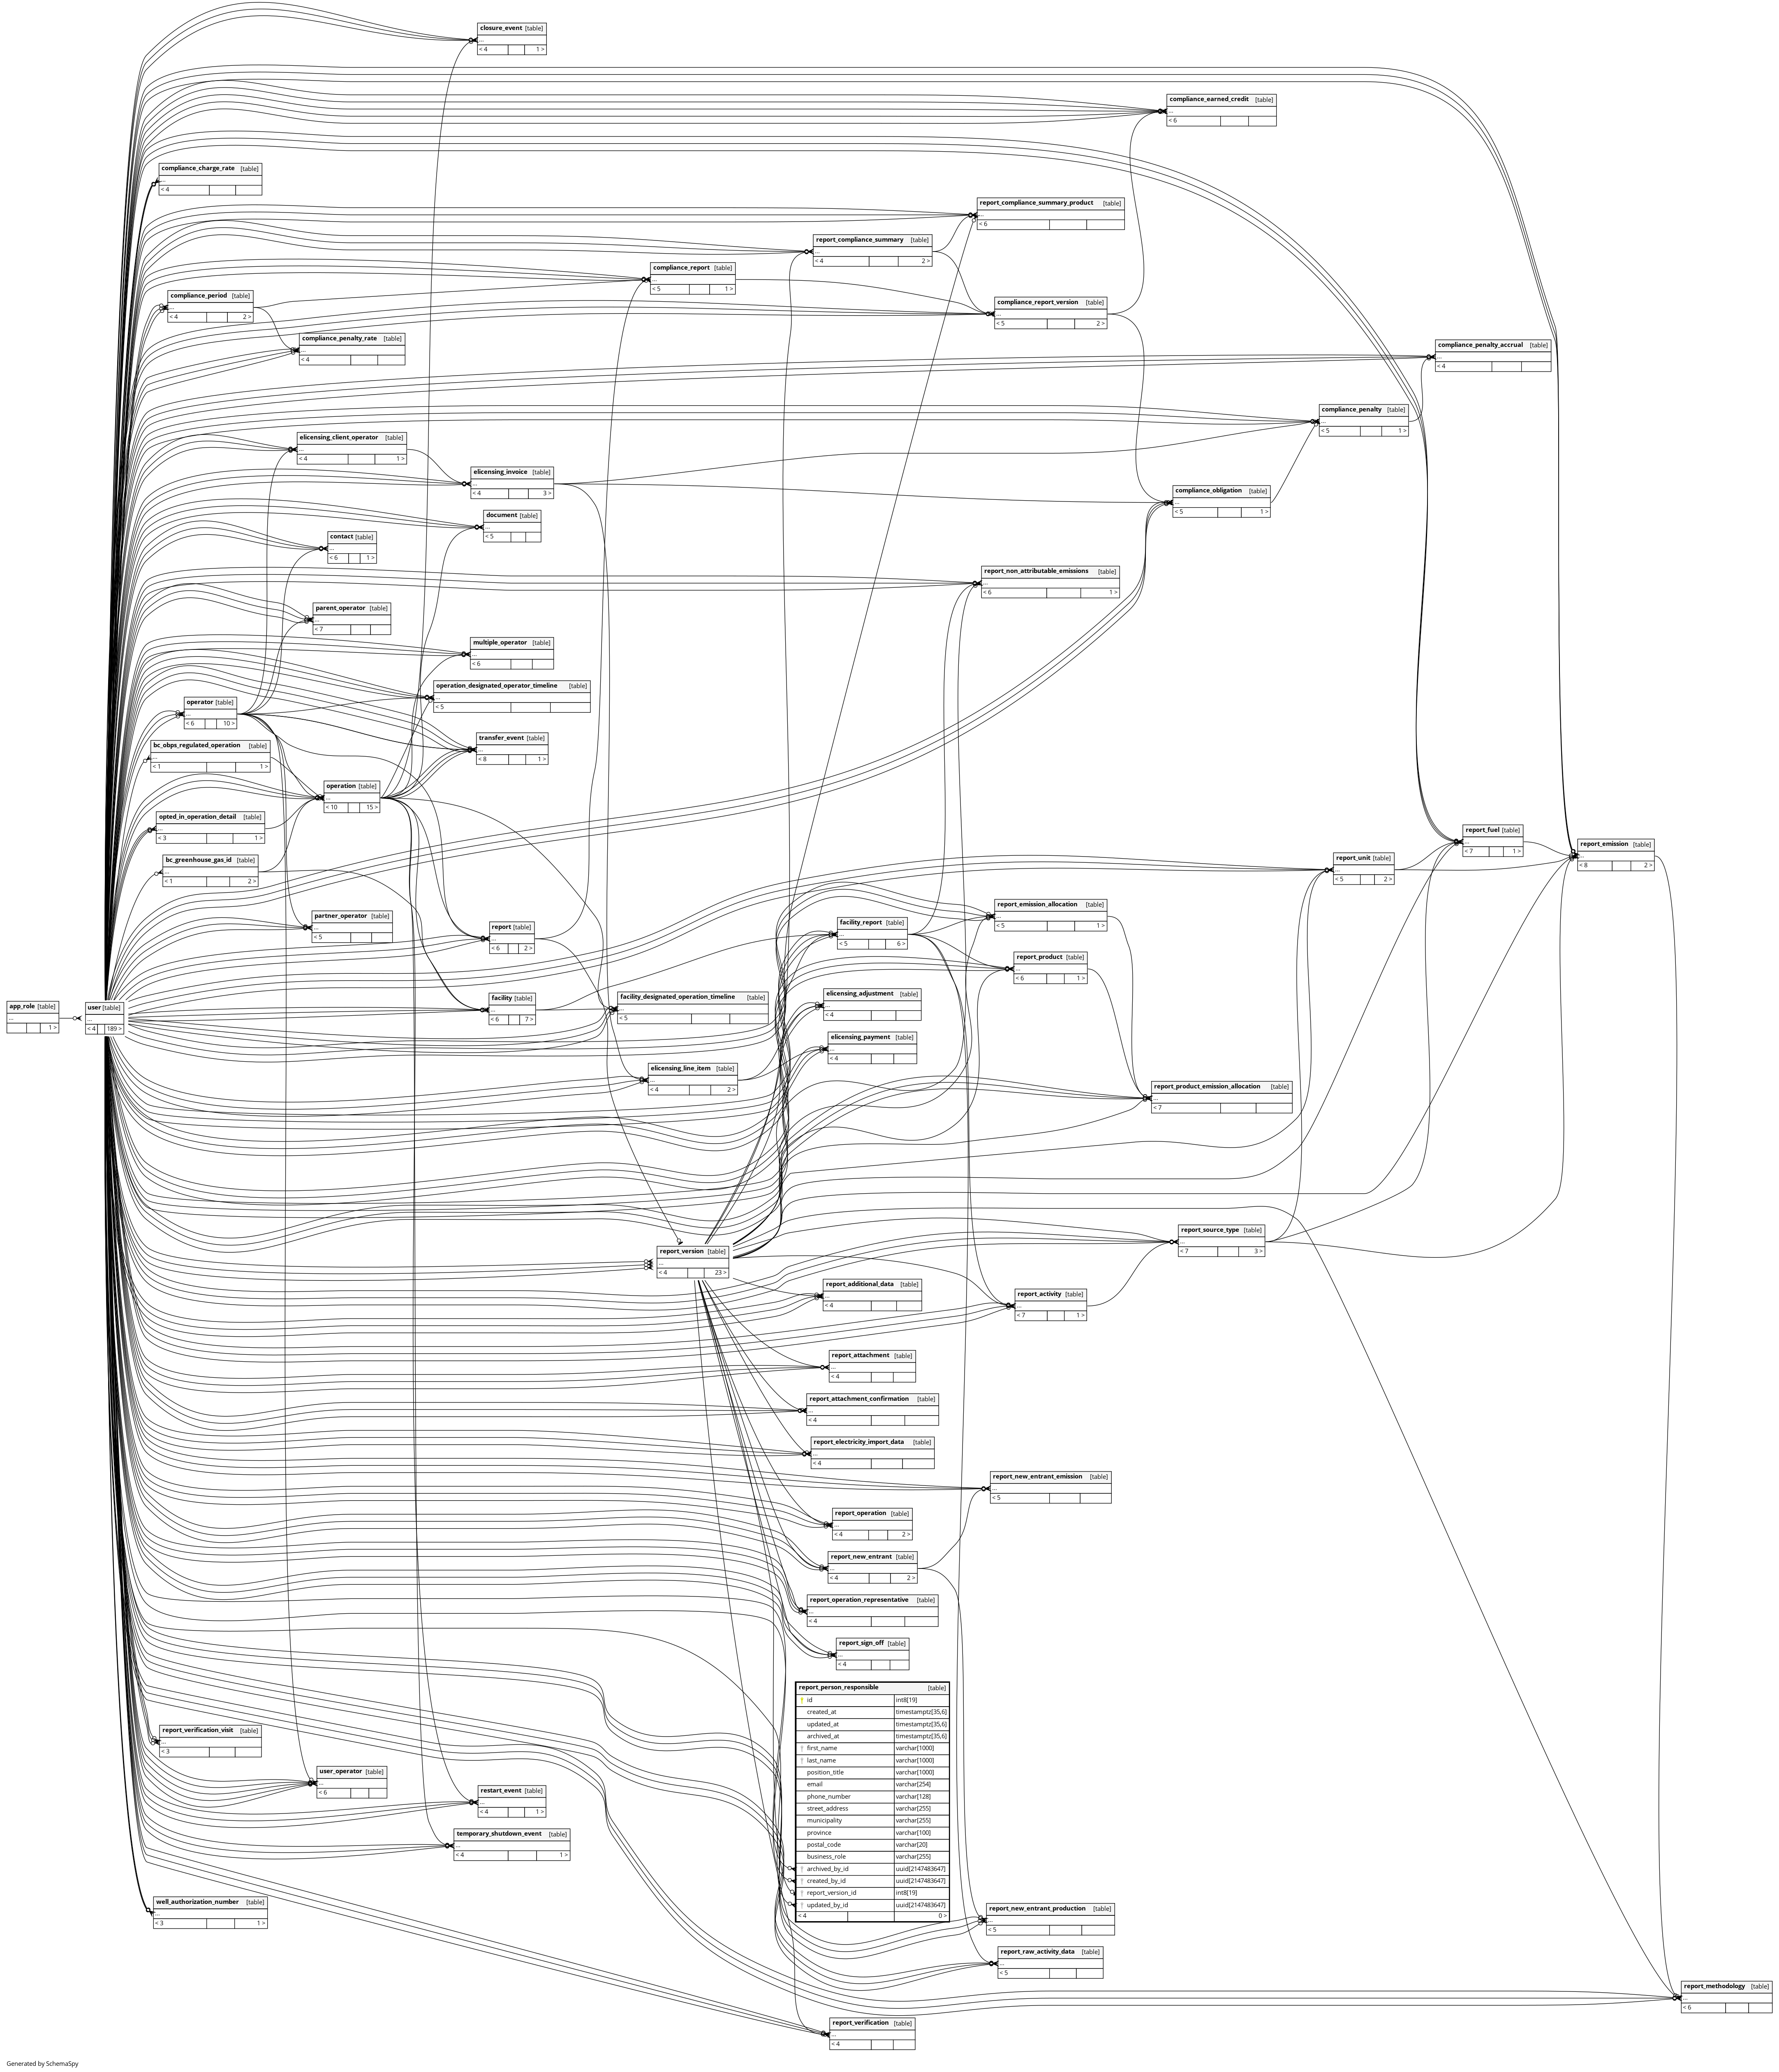 closure_event [table]
...
< 4 1 >
compliance_earned_credit [table]
...
< 6
compliance_charge_rate [table]
...
< 4
report_compliance_summary_product [table]
...
< 6
report_compliance_summary [table]
...
< 4 2 >
compliance_report [table]
...
< 5 1 >
compliance_period [table]
...
< 4 2 >
compliance_report_version [table]
...
< 5 2 >
compliance_penalty_rate [table]
...
< 4
compliance_penalty_accrual [table]
...
< 4
compliance_penalty [table]
...
< 5 1 >
elicensing_client_operator [table]
...
< 4 1 >
elicensing_invoice [table]
...
< 4 3 >
compliance_obligation [table]
...
< 5 1 >
document [table]
...
< 5
contact [table]
...
< 6 1 >
report_non_attributable_emissions [table]
...
< 6 1 >
parent_operator [table]
...
< 7
multiple_operator [table]
...
< 6
operation_designated_operator_timeline [table]
...
< 5
operator [table]
...
< 6 10 >
transfer_event [table]
...
< 8 1 >
bc_obps_regulated_operation [table]
...
< 1 1 >
operation [table]
...
< 10 15 >
opted_in_operation_detail [table]
...
< 3 1 >
report_fuel [table]
...
< 7 1 >
report_emission [table]
...
< 8 2 >
bc_greenhouse_gas_id [table]
...
< 1 2 >
report_unit [table]
...
< 5 2 >
report_emission_allocation [table]
...
< 5 1 >
partner_operator [table]
...
< 5
facility_report [table]
...
< 5 6 >
report [table]
...
< 6 2 >
report_product [table]
...
< 6 1 >
elicensing_adjustment [table]
...
< 4
facility [table]
...
< 6 7 >
facility_designated_operation_timeline [table]
...
< 5
app_role [table]
...
1 >
user [table]
...
< 4 189 >
elicensing_payment [table]
...
< 4
elicensing_line_item [table]
...
< 4 2 >
report_product_emission_allocation [table]
...
< 7
report_source_type [table]
...
< 7 3 >
report_version [table]
...
< 4 23 >
report_additional_data [table]
...
< 4
report_activity [table]
...
< 7 1 >
report_attachment [table]
...
< 4
report_attachment_confirmation [table]
...
< 4
report_electricity_import_data [table]
...
< 4
report_new_entrant_emission [table]
...
< 5
report_operation [table]
...
< 4 2 >
report_new_entrant [table]
...
< 4 2 >
report_operation_representative [table]
...
< 4
report_sign_off [table]
...
< 4
report_person_responsible [table]
id int8[19]
created_at timestamptz[35,6]
updated_at timestamptz[35,6]
archived_at timestamptz[35,6]
first_name varchar[1000]
last_name varchar[1000]
position_title varchar[1000]
email varchar[254]
phone_number varchar[128]
street_address varchar[255]
municipality varchar[255]
province varchar[100]
postal_code varchar[20]
business_role varchar[255]
archived_by_id uuid[2147483647]
created_by_id uuid[2147483647]
report_version_id int8[19]
updated_by_id uuid[2147483647]
< 4 0 >
report_verification_visit [table]
...
< 3
user_operator [table]
...
< 6
restart_event [table]
...
< 4 1 >
temporary_shutdown_event [table]
...
< 4 1 >
well_authorization_number [table]
...
< 3 1 >
report_new_entrant_production [table]
...
< 5
report_raw_activity_data [table]
...
< 5
report_methodology [table]
...
< 6
report_verification [table]
...
< 4
Generated by SchemaSpy